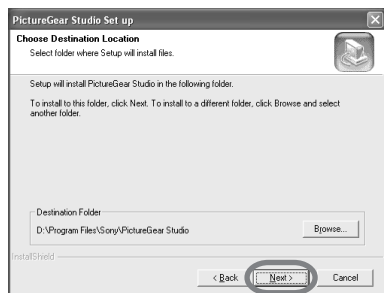 PictureGear Studio Set up
Choose Destination Location
Select folder where Setup will install files.
Setup will install PictureGear Studio in the following folder.
To install to this folder, click Next. To install to a different folder, click Browse and select
another folder.
Destination Folder
D:\Program Files\Sony\PictureGear Studio
Browse...
InstallShield
< Back
Next >
Cancel